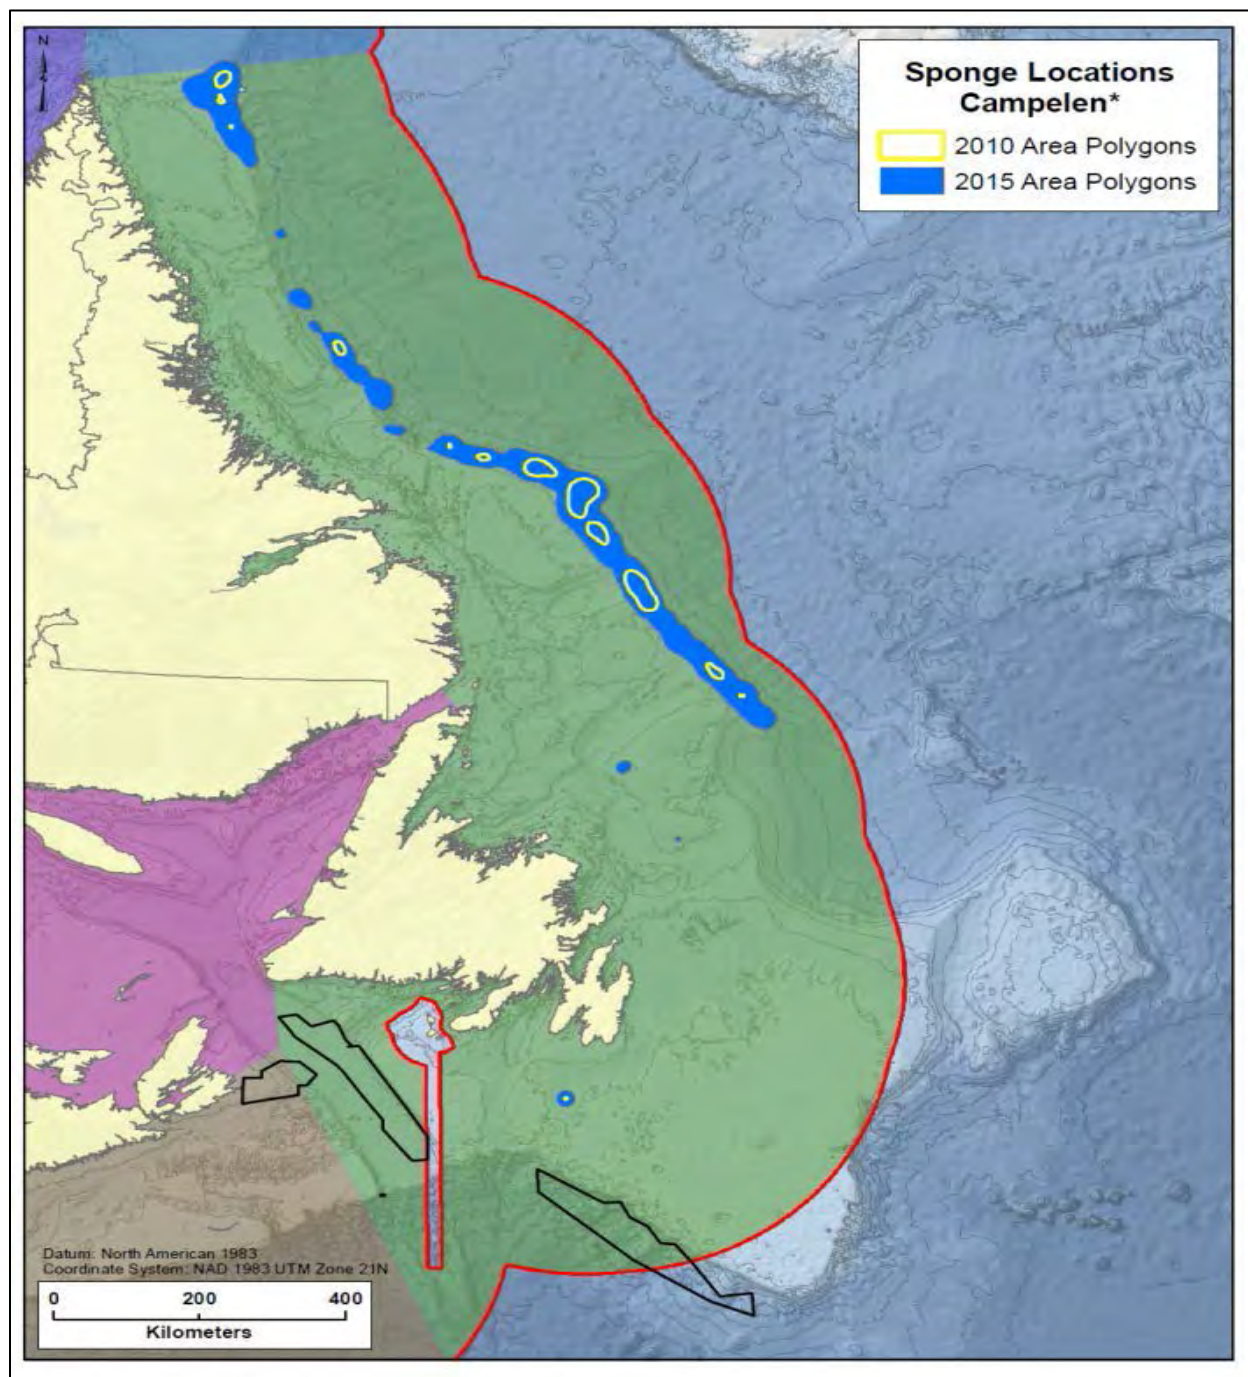 N
Sponge Locations
Campelen*
2010 Area Polygons
2015 Area Polygons
Datum: North American 1983
Coordinate System: NAD 1983 UTM Zone 21N
0 200 400
Kilometers